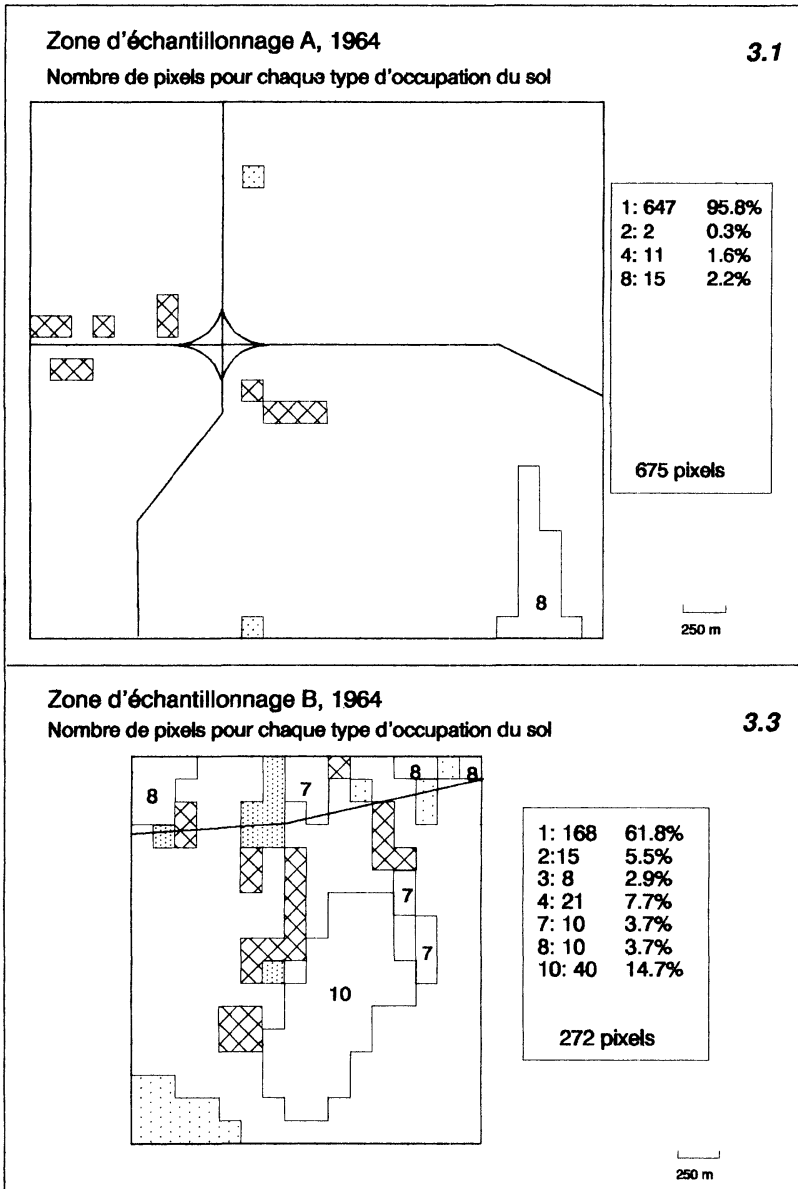 Zone d'échantillonnage A, 1964
3.1
Nombre de pixels pour chaque type d'occupation du sol
1: 647 95.8%
2: 2 0.3%
4: 11 1.6%
8: 15 2.2%
675 pixels
8
250 m
Zone d'échantillonnage B, 1964
3.3
Nombre de pixels pour chaque type d'occupation du sol
8
7
8
8
7
7
10
1: 168 61.8%
2:15 5.5%
3: 8 2.9%
4: 21 7.7%
7: 10 3.7%
8: 10 3.7%
10: 40 14.7%
272 pixels
250 m